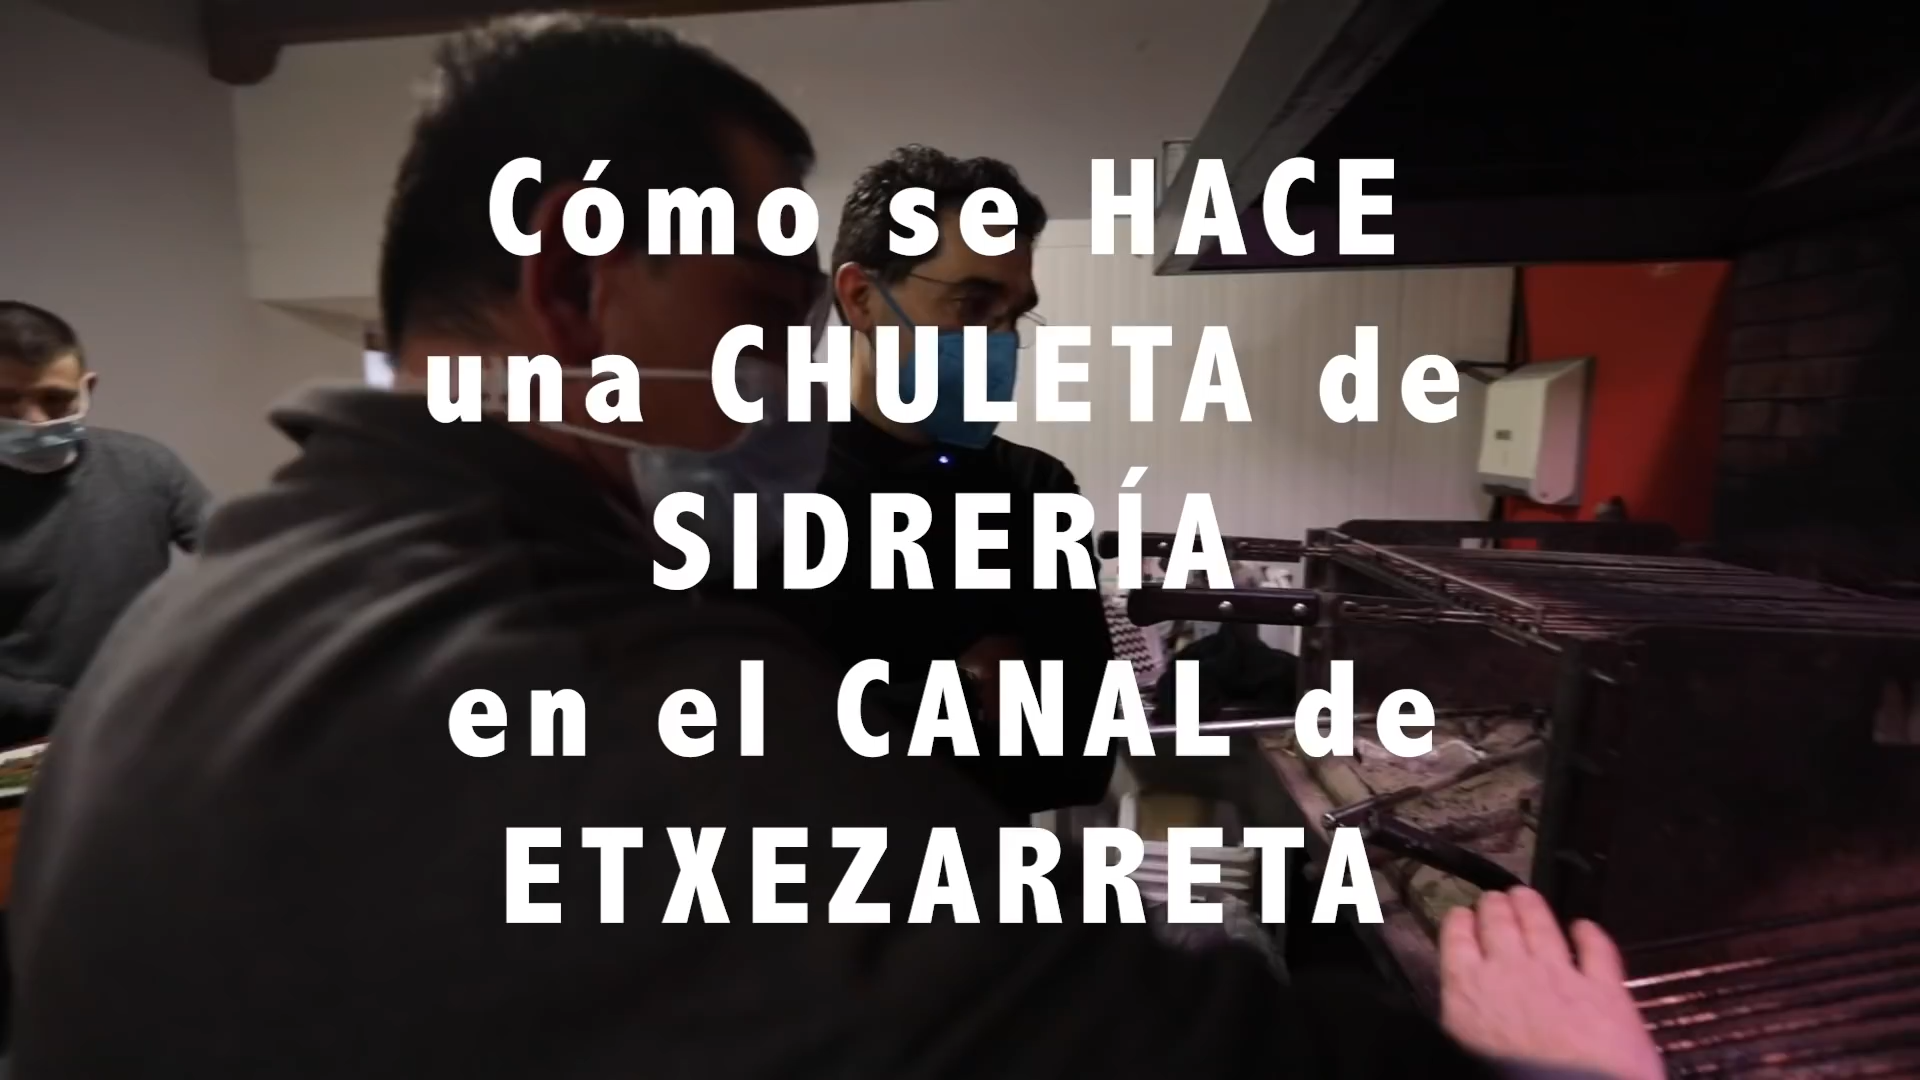 Cómo se HACE
una CHULETA de
SIDRERÍA
en el CANAL de
ETXEZARRETA